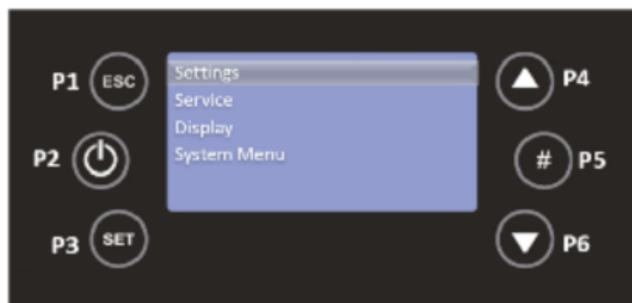 P1 ESC
P2
P3 SET
Settings
Service
Display
System Menu
P4
# P5
P6